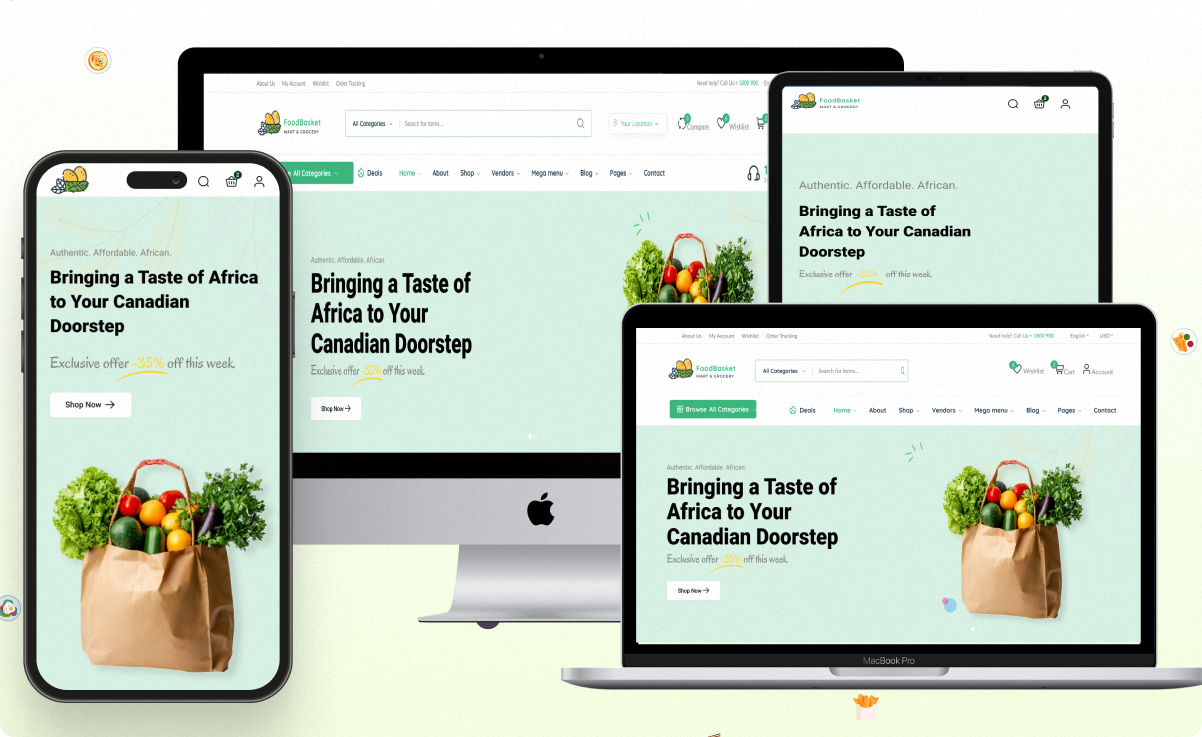 About Us My Account Wishlist Order Tracking
Need help? Call Us:+ 1800 900
FoodBasket
MART & GROCERY
All Categories
Search for items...
Your Location
2
Compare
Wishlist
All Categories
Deals
Home
About
Shop
Vendors
Mega menu
Blog
Pages
Contact
Authentic. Affordable. African.
Bringing a Taste of
Africa to Your
Canadian Doorstep
Exclusive offer -35% off this week.
Shop Now
2
Authentic. Affordable. African.
Bringing a Taste of Africa
to Your Canadian
Doorstep
Exclusive offer -35% off this week.
Shop Now
FoodBasket
MART & GROCERY
2
Authentic. Affordable. African.
Bringing a Taste of
Africa to Your Canadian
Doorstep
Exclusive offer -35% off this week.
About Us My Account Wishlist Order Tracking
Need help? Call Us:+ 1800 900 English USD
FoodBasket
MART & GROCERY
All Categories
Search for items...
Wishlist
Cart
Account
Browse All Categories
Deals
Home
About
Shop
Vendors
Mega menu
Blog
Pages
Contact
Authentic. Affordable. African.
Bringing a Taste of
Africa to Your
Canadian Doorstep
Exclusive offer -35% off this week.
Shop Now
MacBook Pro